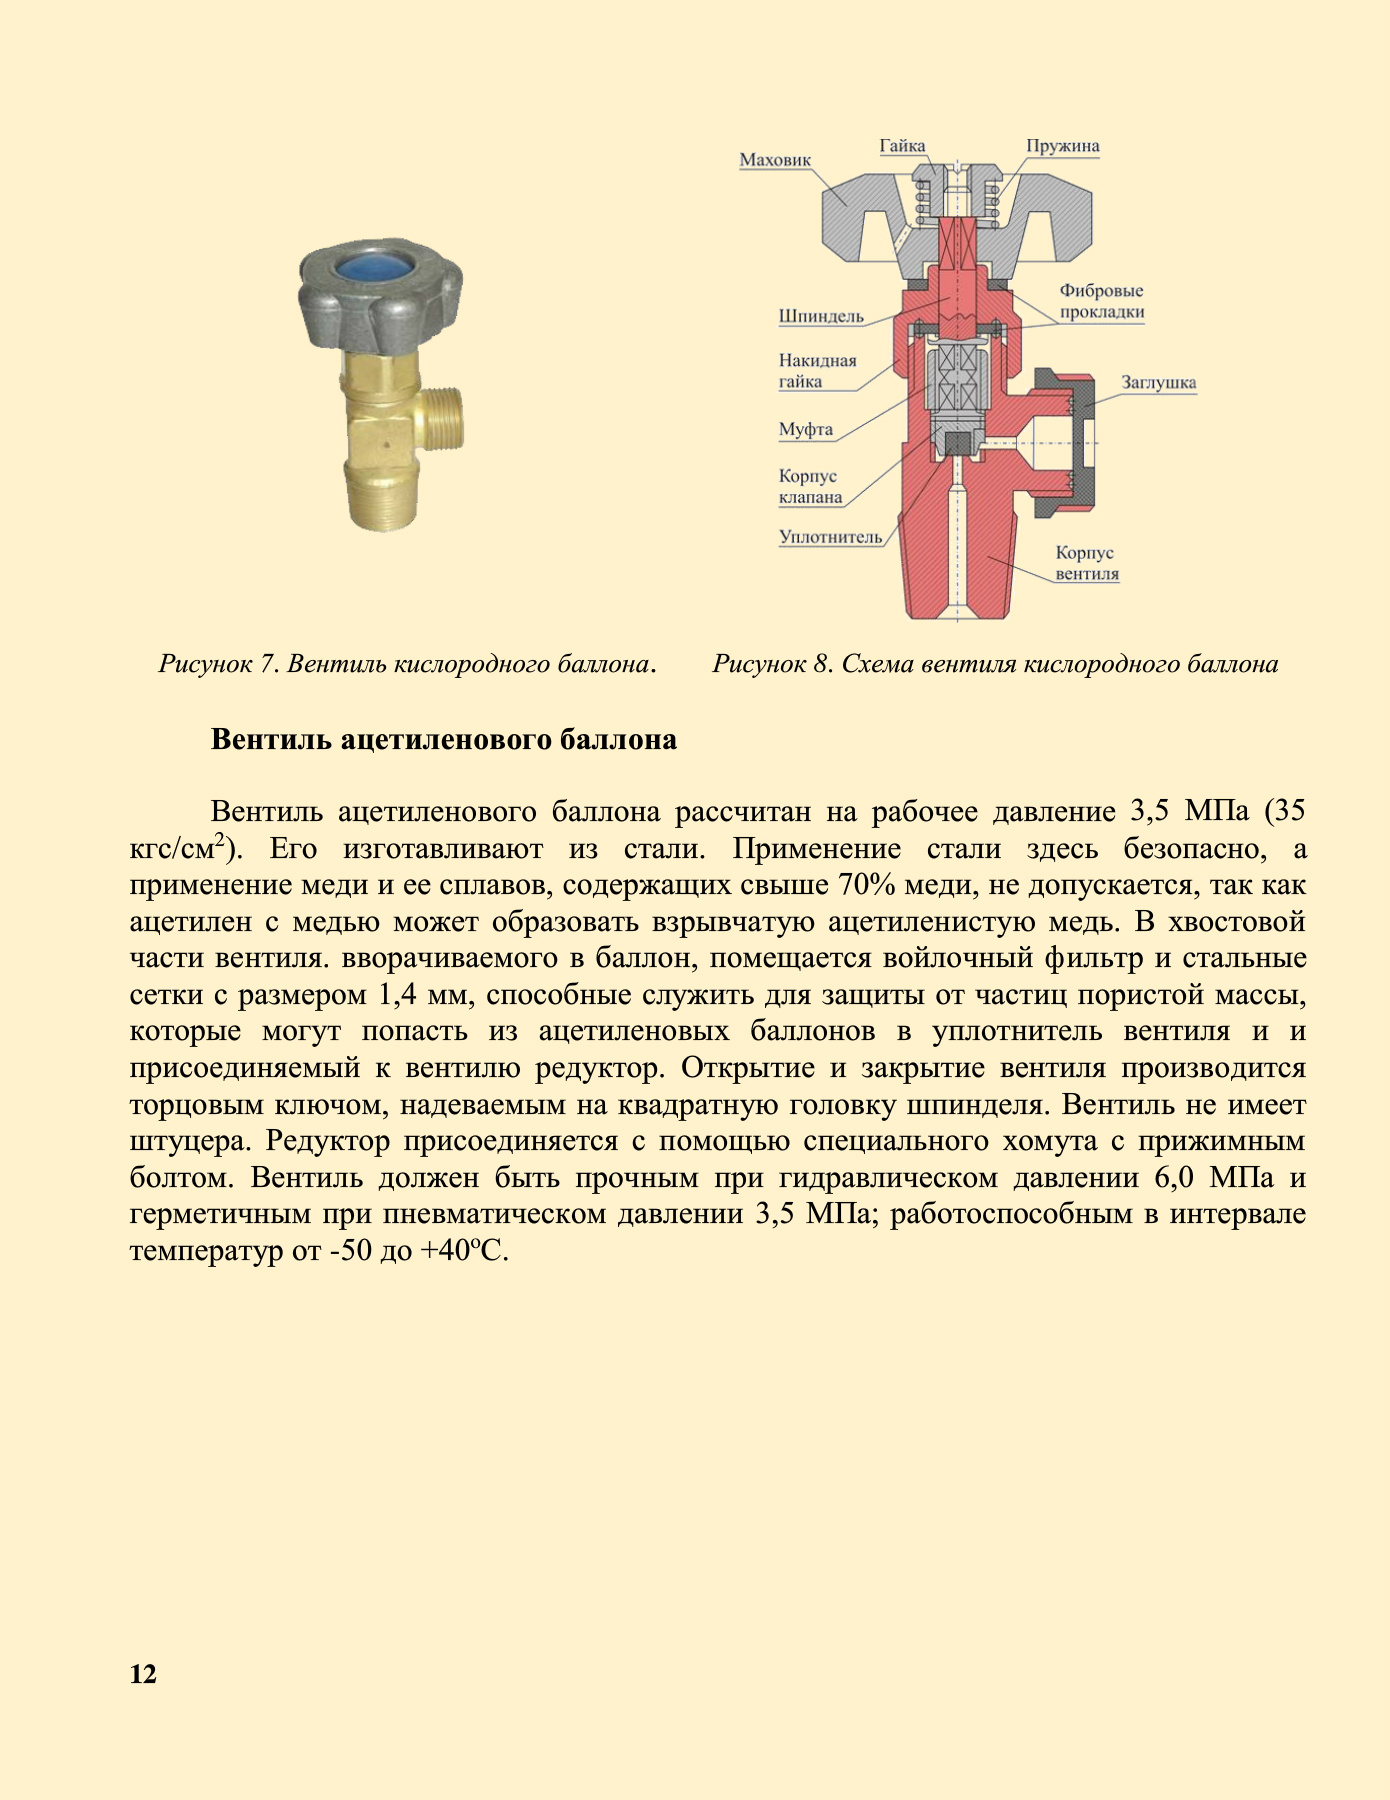 Гайка
Пружина
Маховик
Фибровые
прокладки
Шпиндель
Накидная
гайка
Заглушка
Муфта
Корпус
клапана
Уплотнитель
Корпус
вентиля
Рисунок 7. Вентиль кислородного баллона.
Рисунок 8. Схема вентиля кислородного баллона
Вентиль ацетиленового баллона
Вентиль ацетиленового баллона рассчитан на рабочее давление 3,5 МПа (35
кгс/см²). Его изготавливают из стали. Применение стали здесь безопасно, а
применение меди и ее сплавов, содержащих свыше 70% меди, не допускается, так как
ацетилен с медью может образовать взрывчатую ацетиленистую медь. В хвостовой
части вентиля. вворачиваемого в баллон, помещается войлочный фильтр и стальные
сетки с размером 1,4 мм, способные служить для защиты от частиц пористой массы,
которые могут попасть из ацетиленовых баллонов в уплотнитель вентиля и и
присоединяемый к вентилю редуктор. Открытие и закрытие вентиля производится
торцовым ключом, надеваемым на квадратную головку шпинделя. Вентиль не имеет
штуцера. Редуктор присоединяется с помощью специального хомута с прижимным
болтом. Вентиль должен быть прочным при гидравлическом давлении 6,0 МПа и
герметичным при пневматическом давлении 3,5 МПа; работоспособным в интервале
температур от -50 до +40ºС.
12